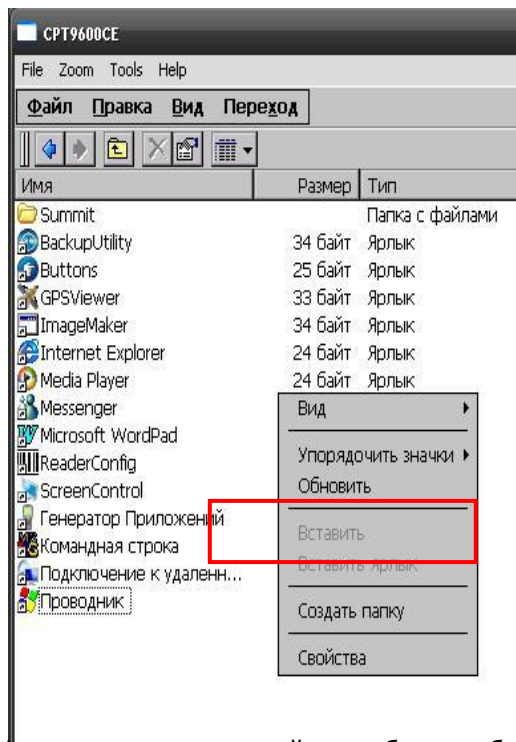 CPT9600CE
File Zoom Tools Help
Файл Правка Вид Переход
Имя Размер Тип
Summit Папка с файлами
BackupUtility 34 байт Ярлык
Buttons 25 байт Ярлык
GPSViewer 33 байт Ярлык
ImageMaker 34 байт Ярлык
Internet Explorer 24 байт Ярлык
Media Player 24 байт Ярлык
Messenger
Microsoft WordPad
ReaderConfig
ScreenControl
Генератор Приложений
Командная строка
Подключение к удаленн...
Проводник
Вид
Упорядочить значки
Обновить
Вставить
Вставить ярлык
Создать папку
Свойства